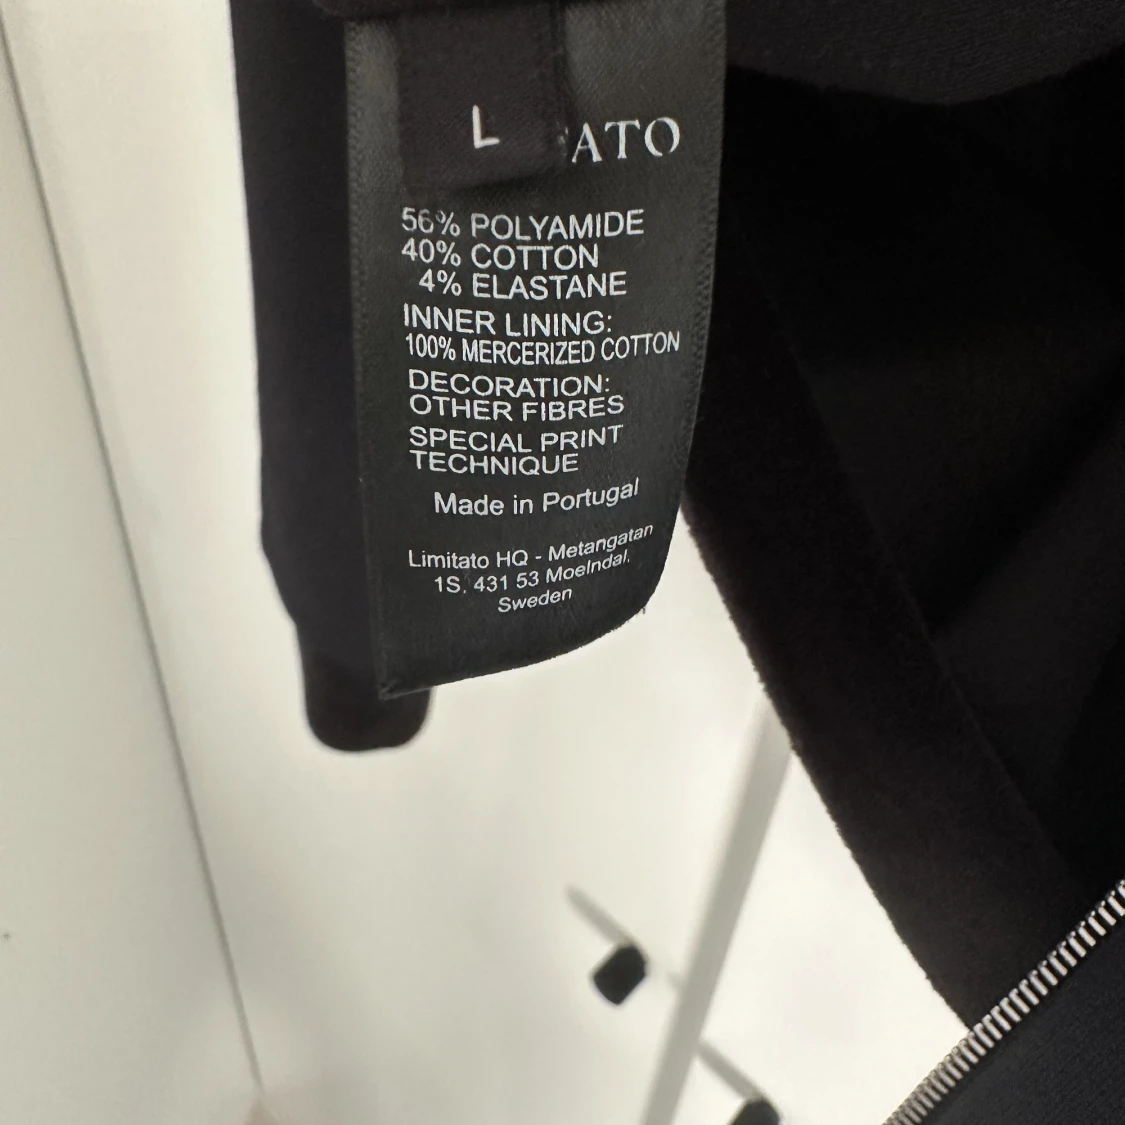 L
ATO
56% POLYAMIDE
40% COTTON
4% ELASTANE
INNER LINING:
100% MERCERIZED COTTON
DECORATION:
OTHER FIBRES
SPECIAL PRINT
TECHNIQUE
Made in Portugal
Limitato HQ - Metangatan
1S, 431 53 Moelndal,
Sweden